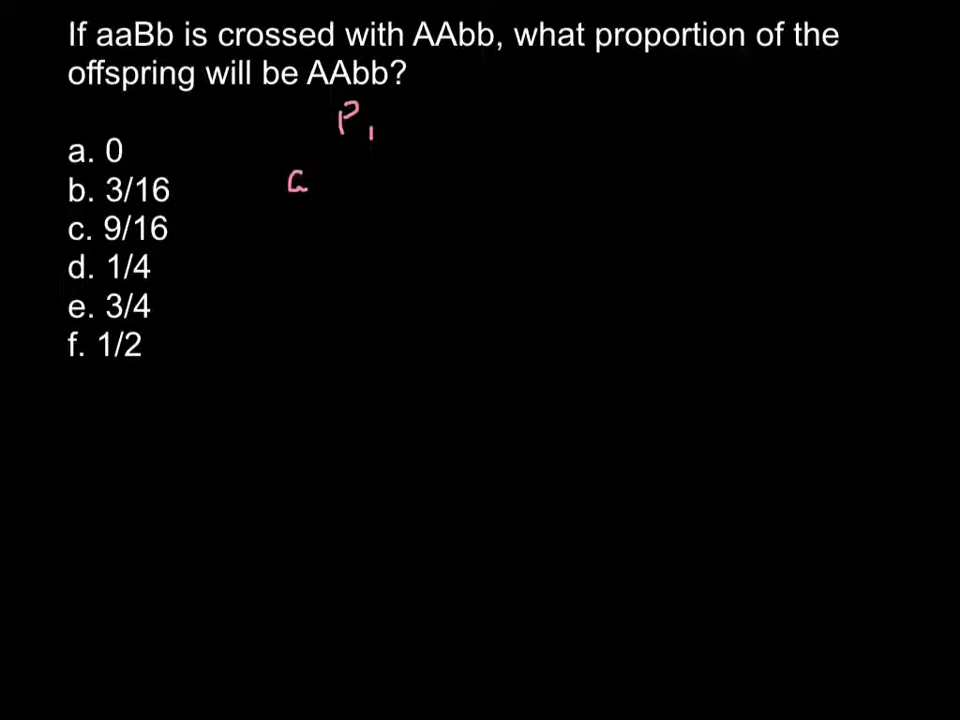 If aaBb is crossed with AAbb, what proportion of the
offspring will be AAbb?
P1
a. 0
a
b. 3/16
c. 9/16
d. 1/4
e. 3/4
f. 1/2